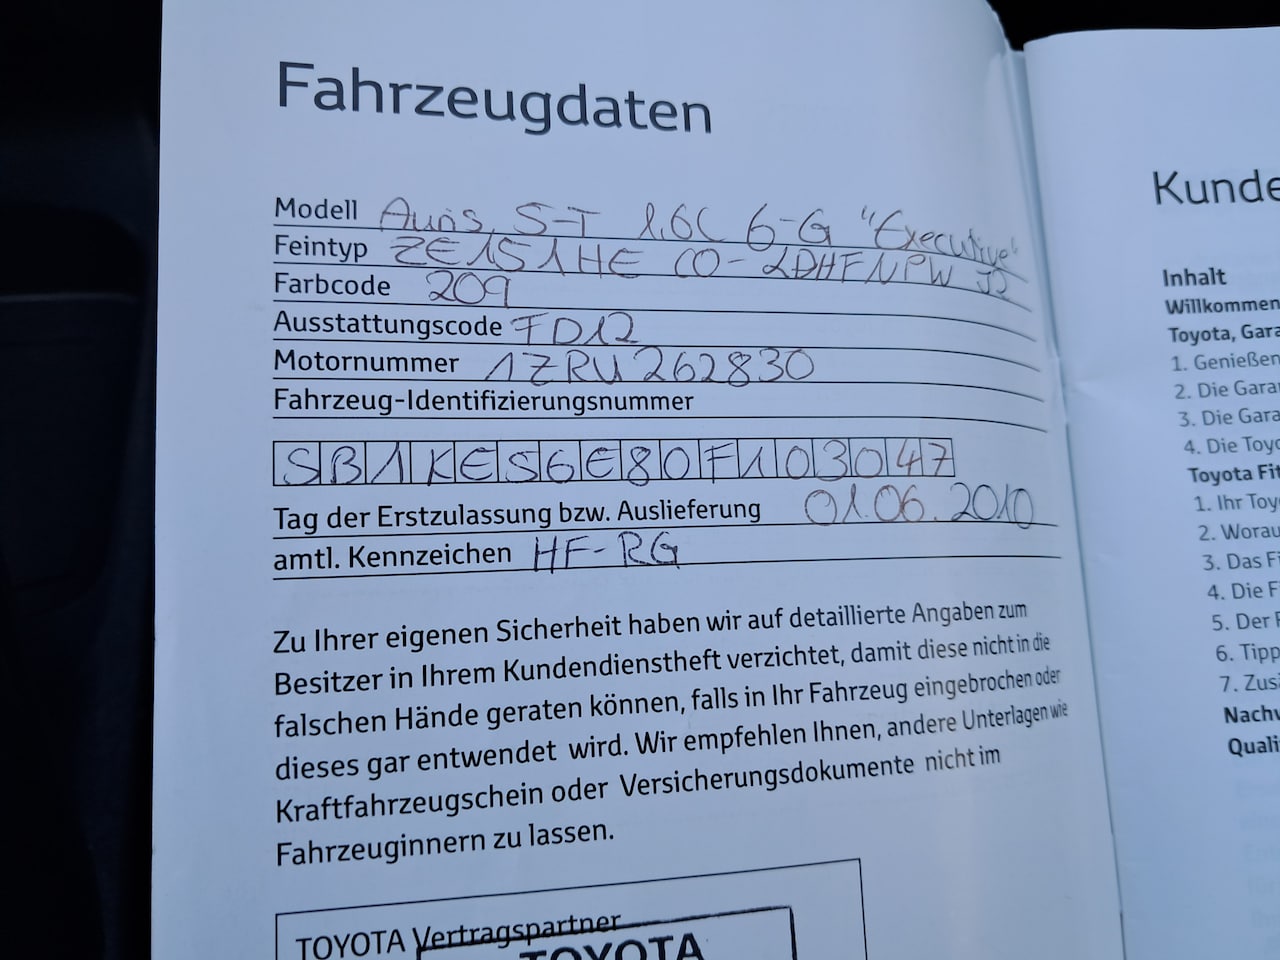 Fahrzeugdaten
Modell Auris, S-T 1,6L 6-G "Executive"
Feintyp ZE151HE CO-2DHFNPW J2
Farbcode 209
Ausstattungscode FD12
Motornummer 1ZRU262830
Fahrzeug-Identifizierungsnummer
SB1KE56E80F103047
Tag der Erstzulassung bzw. Auslieferung 01.06.2010
amtl. Kennzeichen HF-RG
Zu Ihrer eigenen Sicherheit haben wir auf detaillierte Angaben zum
Besitzer in Ihrem Kundendienstheft verzichtet, damit diese nicht in die
falschen Hände geraten können, falls in Ihr Fahrzeug eingebrochen oder
dieses gar entwendet wird. Wir empfehlen Ihnen, andere Unterlagen wie
Kraftfahrzeugschein oder Versicherungsdokumente nicht im
Fahrzeuginnern zu lassen.
TOYOTA Vertragspartner
TOYOTA
Kunde
Inhalt
Willkommen
Toyota, Gara
1. Genießen
2. Die Garan
3. Die Gara
4. Die Toyo
Toyota Fit
1. Ihr Toy
2. Worau
3. Das Fi
4. Die F
5. Der
6. Tipp
7. Zus
Nachw
Quali